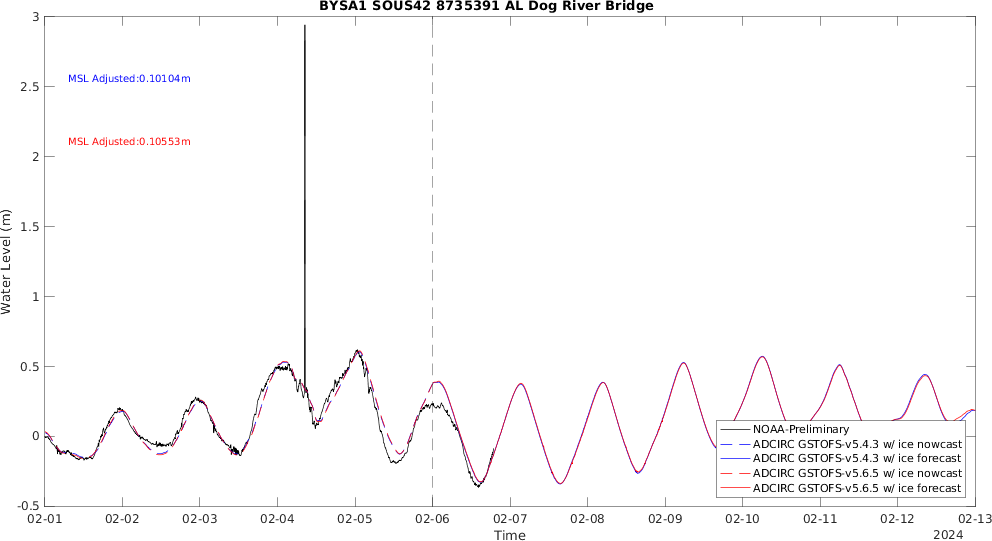 BYSA1 SOUS42 8735391 AL Dog River Bridge
3
2.5
2
1.5
1
0.5
0
-0.5
Water Level (m)
MSL Adjusted:0.10104m
MSL Adjusted:0.10553m
NOAA-Preliminary
ADCIRC GSTOFS-v5.4.3 w/ ice nowcast
ADCIRC GSTOFS-v5.4.3 w/ ice forecast
ADCIRC GSTOFS-v5.6.5 w/ ice nowcast
ADCIRC GSTOFS-v5.6.5 w/ ice forecast
02-01 02-02 02-03 02-04 02-05 02-06 02-07 02-08 02-09 02-10 02-11 02-12 02-13
Time
2024